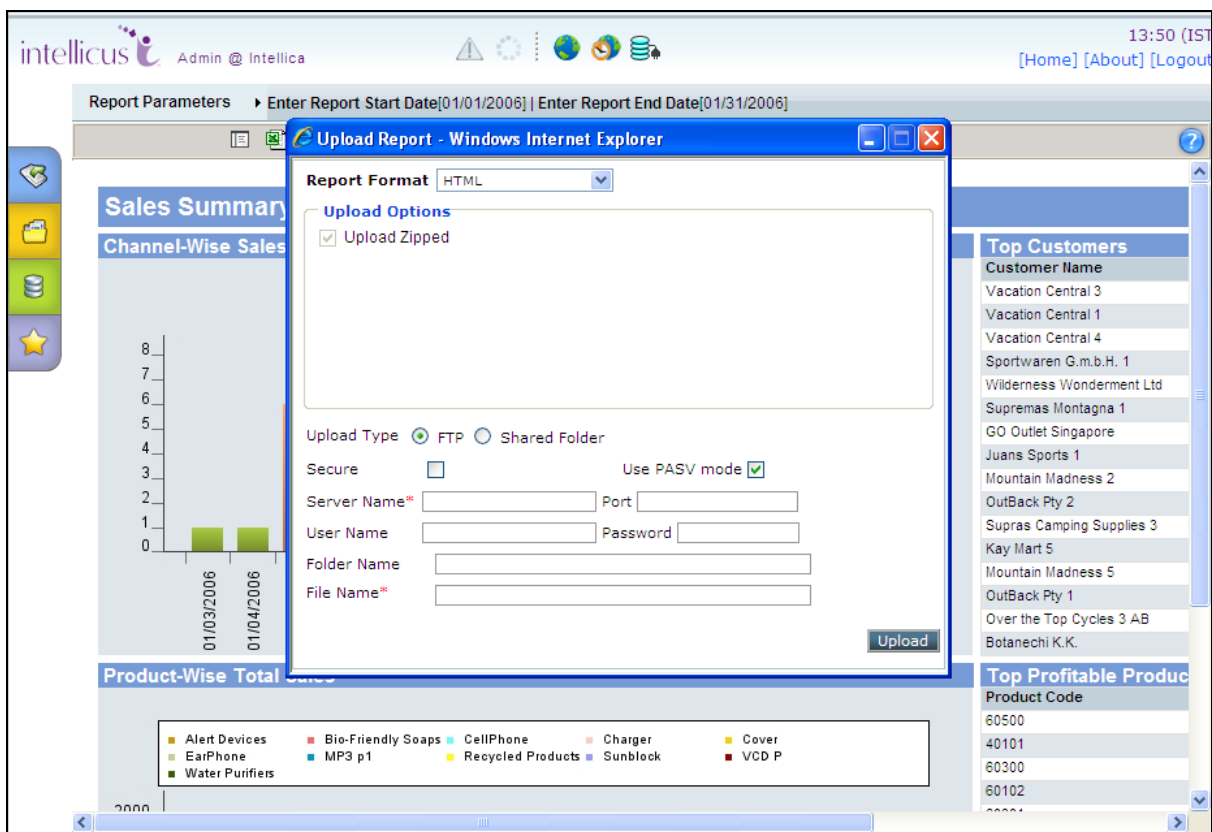 intellicus
Admin @ Intellica
13:50 (IST
[Home] [About] [Logout
Report Parameters
Enter Report Start Date[01/01/2006] | Enter Report End Date[01/31/2006]
Upload Report - Windows Internet Explorer
Report Format HTML
Upload Options
Upload Zipped
Upload Type FTP Shared Folder
Secure Use PASV mode
Server Name* Port
User Name Password
Folder Name
File Name*
Upload
Sales Summary
Channel-Wise Sales
8
7
6
5
4
3
2
1
0
01/03/2006
01/04/2006
Top Customers
Customer Name
Vacation Central 3
Vacation Central 1
Vacation Central 4
Sportwaren G.m.b.H. 1
Wilderness Wonderment Ltd
Supremas Montagna 1
GO Outlet Singapore
Juans Sports 1
Mountain Madness 2
OutBack Pty 2
Supras Camping Supplies 3
Kay Mart 5
Mountain Madness 5
OutBack Pty 1
Over the Top Cycles 3 AB
Botanechi K.K.
Product-Wise Total Sales
Alert Devices Bio-Friendly Soaps CellPhone Charger Cover
EarPhone MP3 p1 Recycled Products Sunblock VCD P
Water Purifiers
2000
Top Profitable Produc
Product Code
60500
40101
60300
60102